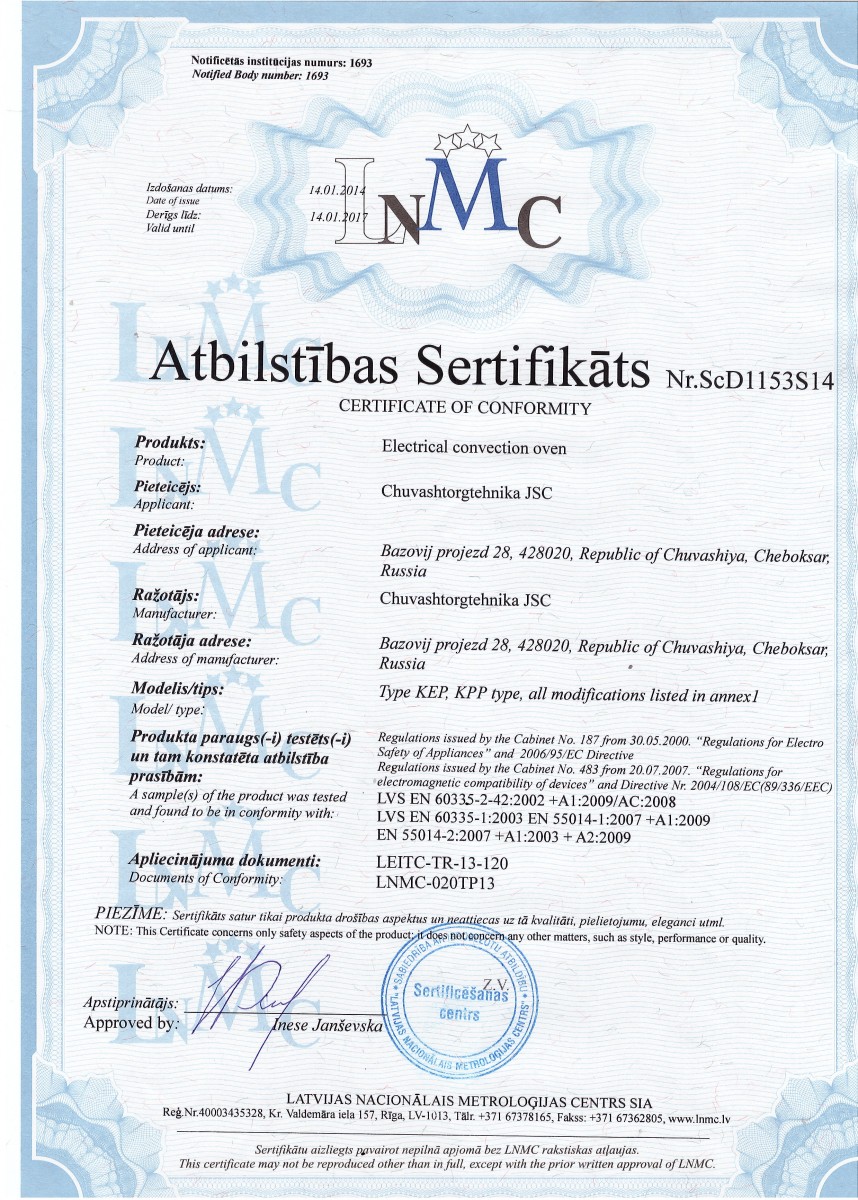 Notificētās institūcijas numurs: 1693
Notified Body number: 1693
LNMC
Izdošanas datums: 14.01.2014
Date of issue
Derīgs līdz: 14.01.2017
Valid until
Atbilstības Sertifikāts Nr.ScD1153S14
CERTIFICATE OF CONFORMITY
Produkts: Electrical convection oven
Product:
Pieteicējs: Chuvashtorgtehnika JSC
Applicant:
Pieteicēja adrese:
Address of applicant: Bazovij projezd 28, 428020, Republic of Chuvashiya, Cheboksar,
Russia
Ražotājs: Chuvashtorgtehnika JSC
Manufacturer:
Ražotāja adrese: Bazovij projezd 28, 428020, Republic of Chuvashiya, Cheboksar,
Address of manufacturer: Russia
Modelis/tips: Type KEP, KPP type, all modifications listed in annex1
Model/ type:
Produkta paraugs(-i) testēts(-i)
un tam konstatēta atbilstība
prasībām:
A sample(s) of the product was tested
and found to be in conformity with:
Regulations issued by the Cabinet No. 187 from 30.05.2000. “Regulations for Electro
Safety of Appliances” and 2006/95/EC Directive
Regulations issued by the Cabinet No. 483 from 20.07.2007. “Regulations for
electromagnetic compatibility of devices” and Directive Nr. 2004/108/EC(89/336/EEC)
LVS EN 60335-2-42:2002 +A1:2009/AC:2008
LVS EN 60335-1:2003 EN 55014-1:2007 +A1:2009
EN 55014-2:2007 +A1:2003 + A2:2009
Apliecinājuma dokumenti: LEITC-TR-13-120
Documents of Conformity: LNMC-020TP13
PIEZĪME: Sertifikāts satur tikai produkta drošības aspektus un neattiecas uz tā kvalitāti, pielietojumu, eleganci utml.
NOTE: This Certificate concerns only safety aspects of the product; it does not concern any other matters, such as style, performance or quality.
Apstiprinātājs:
Approved by: Inese Janševska
Z.V.
SABIEDRĪBA AR IEROBEŽOTU ATBILDĪBU
"LATVIJAS NACIONĀLAIS METROLOĢIJAS CENTRS"
Sertificēšanas
centrs
LATVIJAS NACIONĀLAIS METROLOĢIJAS CENTRS SIA
Reģ.Nr.40003435328, Kr. Valdemāra iela 157, Rīga, LV-1013, Tālr. +371 67378165, Fakss: +371 67362805, www.lnmc.lv
Sertifikātu aizliegts pavairot nepilnā apjomā bez LNMC rakstiskas atļaujas.
This certificate may not be reproduced other than in full, except with the prior written approval of LNMC.